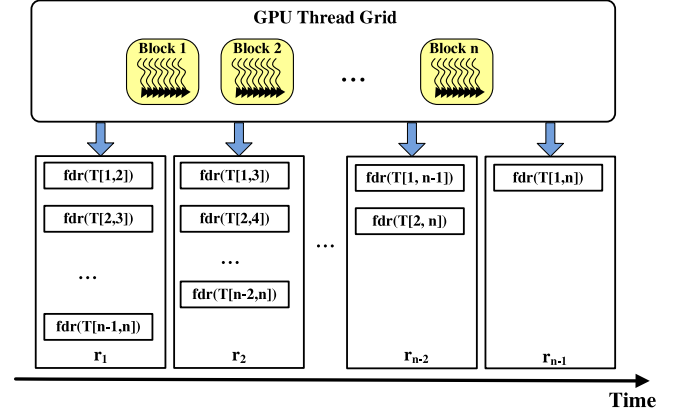 GPU Thread Grid
Block 1
Block 2
...
Block n
fdr(T[1,2])
fdr(T[2,3])
...
fdr(T[n-1,n])
r1
fdr(T[1,3])
fdr(T[2,4])
...
fdr(T[n-2,n])
r2
...
fdr(T[1, n-1])
fdr(T[2, n])
rn-2
fdr(T[1,n])
rn-1
Time